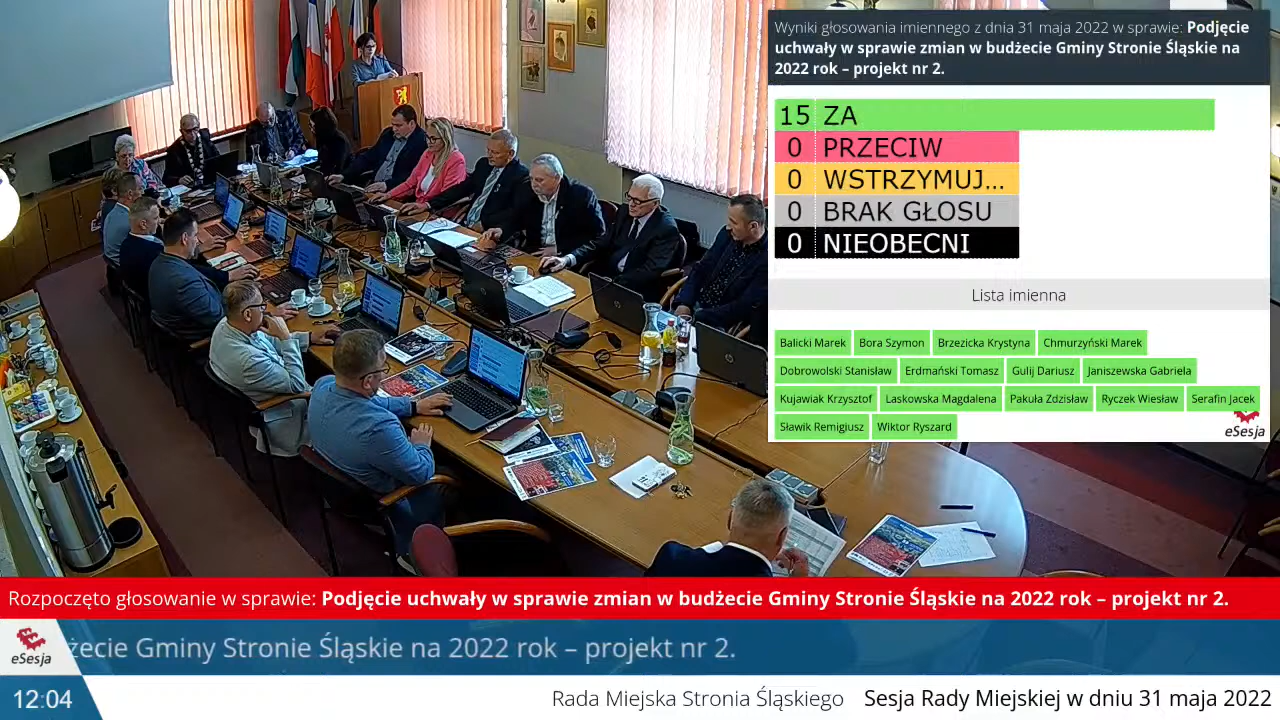 Wyniki głosowania imiennego z dnia 31 maja 2022 w sprawie: Podjęcie
uchwały w sprawie zmian w budżecie Gminy Stronie Śląskie na
2022 rok – projekt nr 2.
15 ZA
0 PRZECIW
0 WSTRZYMUJ...
0 BRAK GŁOSU
0 NIEOBECNI
Lista imienna
Balicki Marek Bora Szymon Brzezicka Krystyna Chmurzyński Marek
Dobrowolski Stanisław Erdmański Tomasz Gulij Dariusz Janiszewska Gabriela
Kujawiak Krzysztof Laskowska Magdalena Pakuła Zdzisław Ryczek Wiesław Serafin Jacek
Sławik Remigiusz Wiktor Ryszard
eSesja
Rozpoczęto głosowanie w sprawie: Podjęcie uchwały w sprawie zmian w budżecie Gminy Stronie Śląskie na 2022 rok – projekt nr 2.
eSesja
żecie Gminy Stronie Śląskie na 2022 rok – projekt nr 2.
12:04
Rada Miejska Stronia Śląskiego Sesja Rady Miejskiej w dniu 31 maja 2022